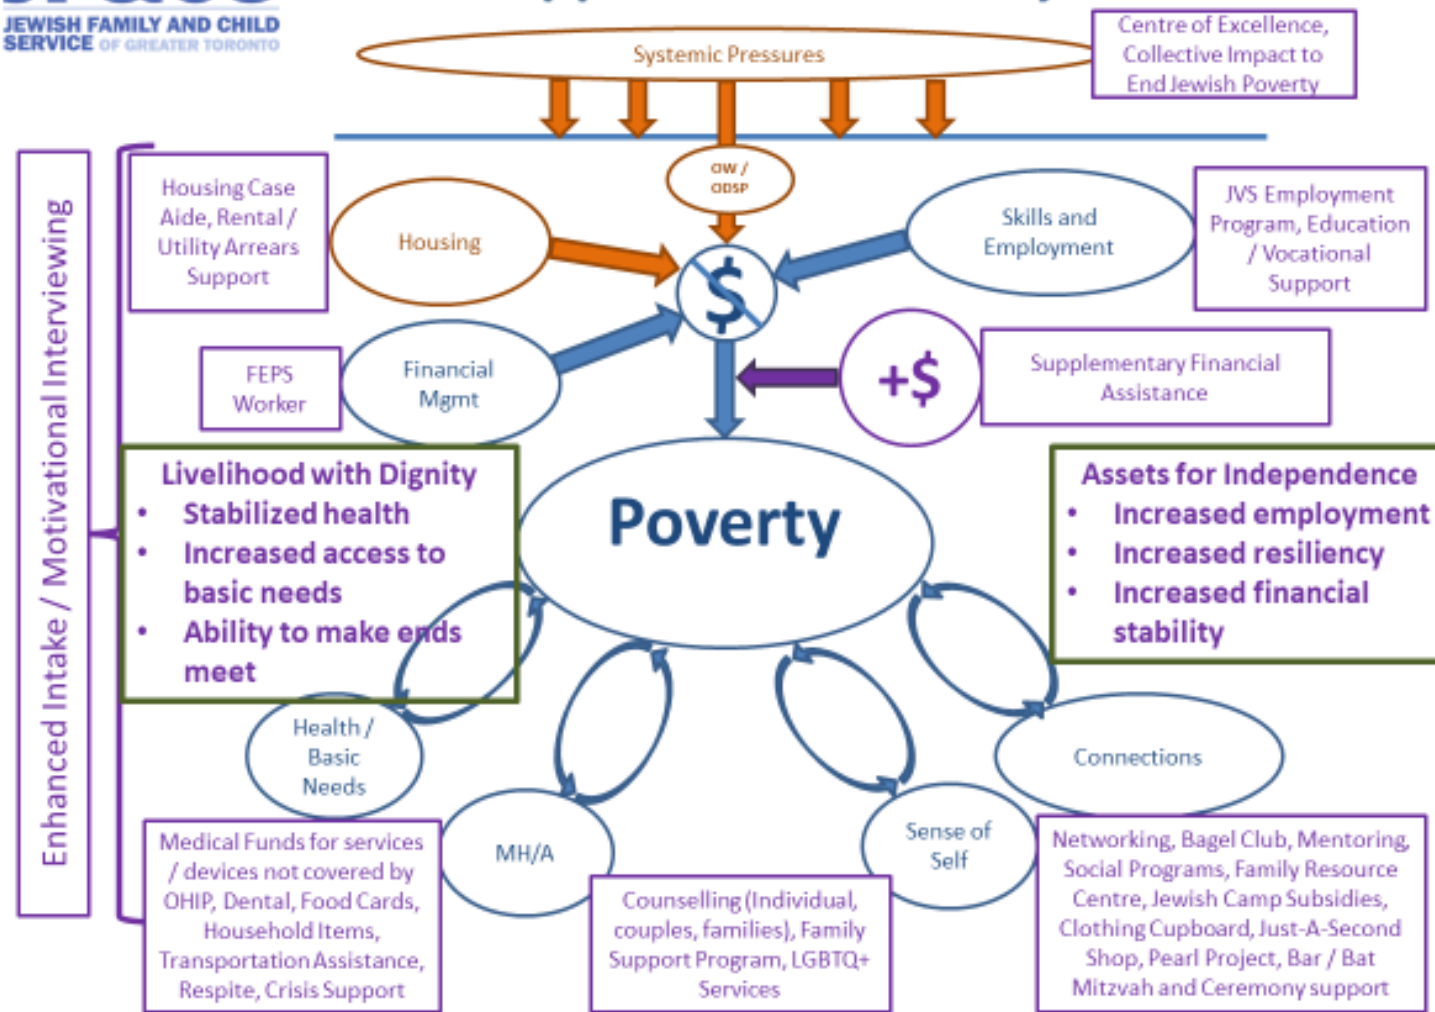 JEWISH FAMILY AND CHILD
SERVICE OF GREATER TORONTO
Systemic Pressures
Centre of Excellence,
Collective Impact to
End Jewish Poverty
Enhanced Intake / Motivational Interviewing
Housing Case
Aide, Rental /
Utility Arrears
Support
Housing
OW /
ODSP
Skills and
Employment
JVS Employment
Program, Education
/ Vocational
Support
$
FEPS
Worker
Financial
Mgmt
+$
Supplementary Financial
Assistance
Livelihood with Dignity
• Stabilized health
• Increased access to
basic needs
• Ability to make ends
meet
Poverty
Assets for Independence
• Increased employment
• Increased resiliency
• Increased financial
stability
Health /
Basic
Needs
MH/A
Sense of
Self
Connections
Medical Funds for services
/ devices not covered by
OHIP, Dental, Food Cards,
Household Items,
Transportation Assistance,
Respite, Crisis Support
Counselling (Individual,
couples, families), Family
Support Program, LGBTQ+
Services
Networking, Bagel Club, Mentoring,
Social Programs, Family Resource
Centre, Jewish Camp Subsidies,
Clothing Cupboard, Just-A-Second
Shop, Pearl Project, Bar / Bat
Mitzvah and Ceremony support